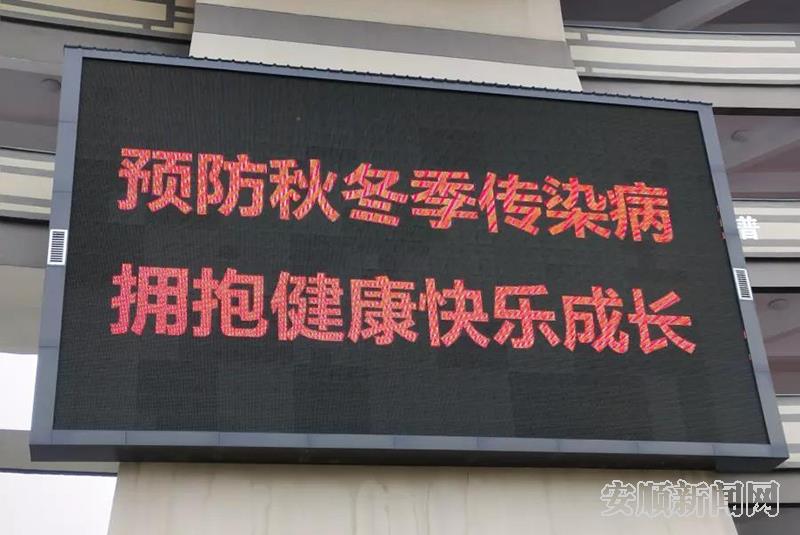 预防秋冬季传染病
拥抱健康快乐成长
普
安顺新闻网